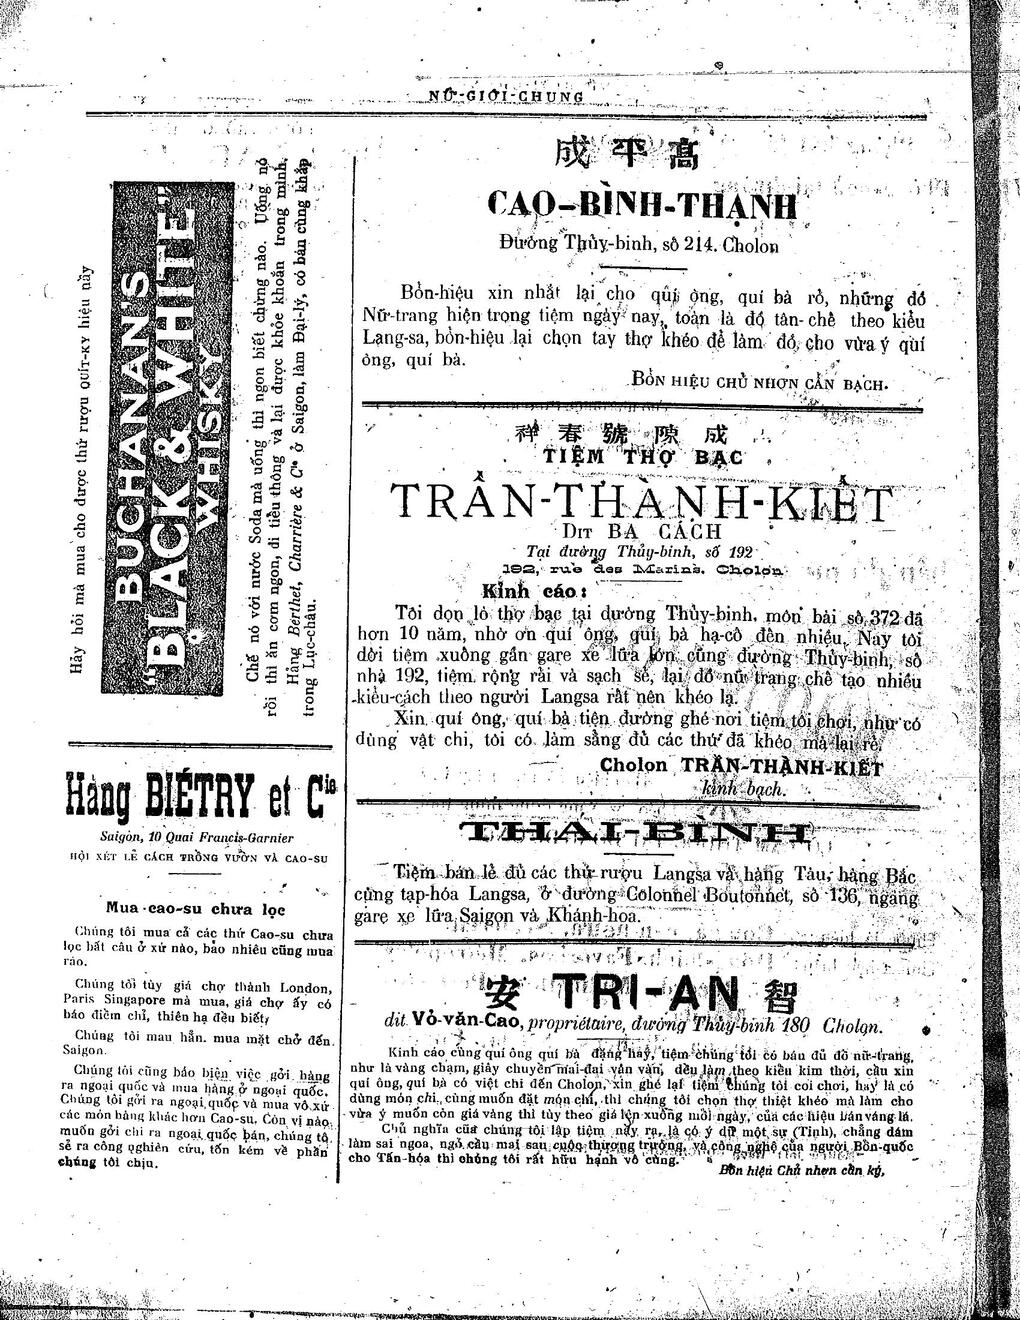 NỮ-GIỚI-CHUNG
Hãy hỏi mà mua cho được thứ rượu QUÍT-KY hiệu nầy
BUCHANANS
"BLACK & WHITE"
WHISKY
Chế nó với nước Soda mà uống thì ngon biết chừng nào. Uống nó
rồi thì ăn cơm ngon, đi tiểu thông và lại được khỏe khoắn trong mình.
Hãng Berthet, Charrière & Cie ở Saigon, làm Đại-lý, có bán cùng khắp
trong Lục-châu.
Hàng BIÉTRY et Cie
Saigòn, 10 Quai Francis-Garnier
HỘI XÉT LẼ CÁCH TRỒNG VƯỜN VÀ CAO-SU
Mua cao-su chưa lọc
Chúng tôi mua cả các thứ Cao-su chưa
lọc bất câu ở xứ nào, bảo nhiêu cũng mua
ráo.
Chúng tôi tùy giá chợ thành London,
Paris Singapore mà mua, giá chợ ấy có
báo điểm chỉ, thiên hạ đều biết,
Chúng tôi mau hẳn. mua mặt chở đến
Saigon.
Chúng tôi cũng bảo biện việc gởi hàng
ra ngoại quốc và mua hàng ở ngoại quốc.
Chúng tôi gởi ra ngoại quốc và mua vô xứ
các món hàng khác hơn Cao-su. Còn vị nào
muốn gởi chi ra ngoại quốc bán, chúng tô
sẽ ra công nghiên cứu, tốn kém về phần
chúng tôi chịu.
成 平 高
CAO-BÌNH-THẠNH
Đường Thủy-binh, số 214. Cholon
Bổn-hiệu xin nhắt lại cho quí ông, quí bà rỏ, những đồ
Nữ-trang hiện trọng tiệm ngày nay, toàn là đồ tân-chế theo kiểu
Lạng-sa, bổn-hiệu lại chọn tay thợ khéo để làm đồ, cho vừa ý quí
ông, quí bà.
BỔN HIỆU CHỦ NHƠN CẨN BẠCH.
祥 春 號 陳 成
TIỆM THỢ BẠC
TRẦN-THÀNH-KIẾT
DIT BA CÁCH
Tại đường Thủy-binh, số 192
192, rue des Marins. Cholon
Kính cáo:
Tôi dọn lò thợ bạc tại đường Thủy-binh, môn bài số 372 đã
hơn 10 năm, nhờ ơn quí ông, quí bà hạ-cố đến nhiều. Nay tôi
dời tiệm xuống gần gare xe lửa lớn cũng đường Thủy-binh, số
nhà 192, tiệm rộng rải và sạch sẻ, lại đồ nữ trang chế tạo nhiều
kiểu-cách theo người Langsa rất nên khéo lạ.
Xin quí ông, quí bà tiện đường ghé nơi tiệm tôi chơi, như có
dùng vật chi, tôi có làm sẳng đủ các thứ đã khéo mà lại rẻ.
Cholon TRẦN-THÀNH-KIẾT
kính bạch.
THÁI-BÌNH
Tiệm bán lẻ đủ các thứ rượu Langsa và hàng Tàu, hàng Bắc
cùng tạp-hóa Langsa, ở đường Colonnel Boutonnet, số 136, ngang
gare xe lữa Saigon và Khánh-hoa.
安 TRI-AN 智
dit Vỏ-văn-Cao, propriétaire, đường Thủy-binh 180 Cholon.
Kính cáo cùng quí ông quí bà đặng hay, tiệm chúng tôi có bán đủ đồ nữ-trang,
như là vàng chạm, giây chuyền mai-đai vân vân, đều làm theo kiểu kim thời, cầu xin
quí ông, quí bà có việt chi đến Cholon, xin ghé lại tiệm chúng tôi coi chơi, hay là có
dùng món chi, cùng muốn đặt món chi, thì chúng tôi chọn thợ thiệt khéo mà làm cho
vừa ý muốn còn giá vàng thì tùy theo giá lên xuống mỗi ngày, của các hiệu bán vàng lá.
Chủ nghĩa của chúng tôi lập tiệm nầy ra, là có ý dữ một sự (Tinh), chẳng dám
làm sai ngoa, ngỏ cầu mai sau cuộc thương trường, và công nghệ của người Bổn-quốc
cho Tấn-hóa thì chúng tôi rất hữu hạnh vô cùng.
Bổn hiệu Chủ nhơn cẩn ký,